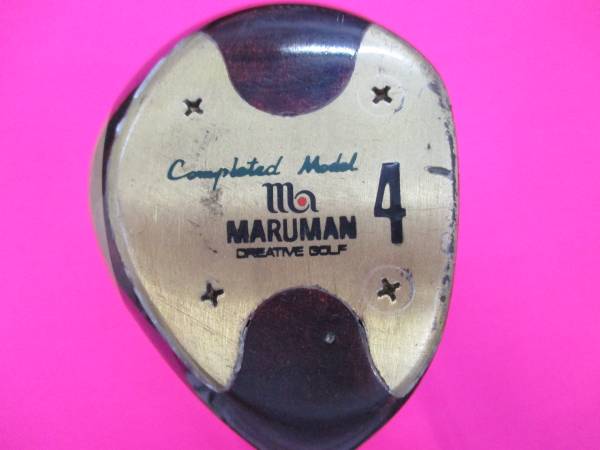 Completed Model
ma
MARUMAN
CREATIVE GOLF
4